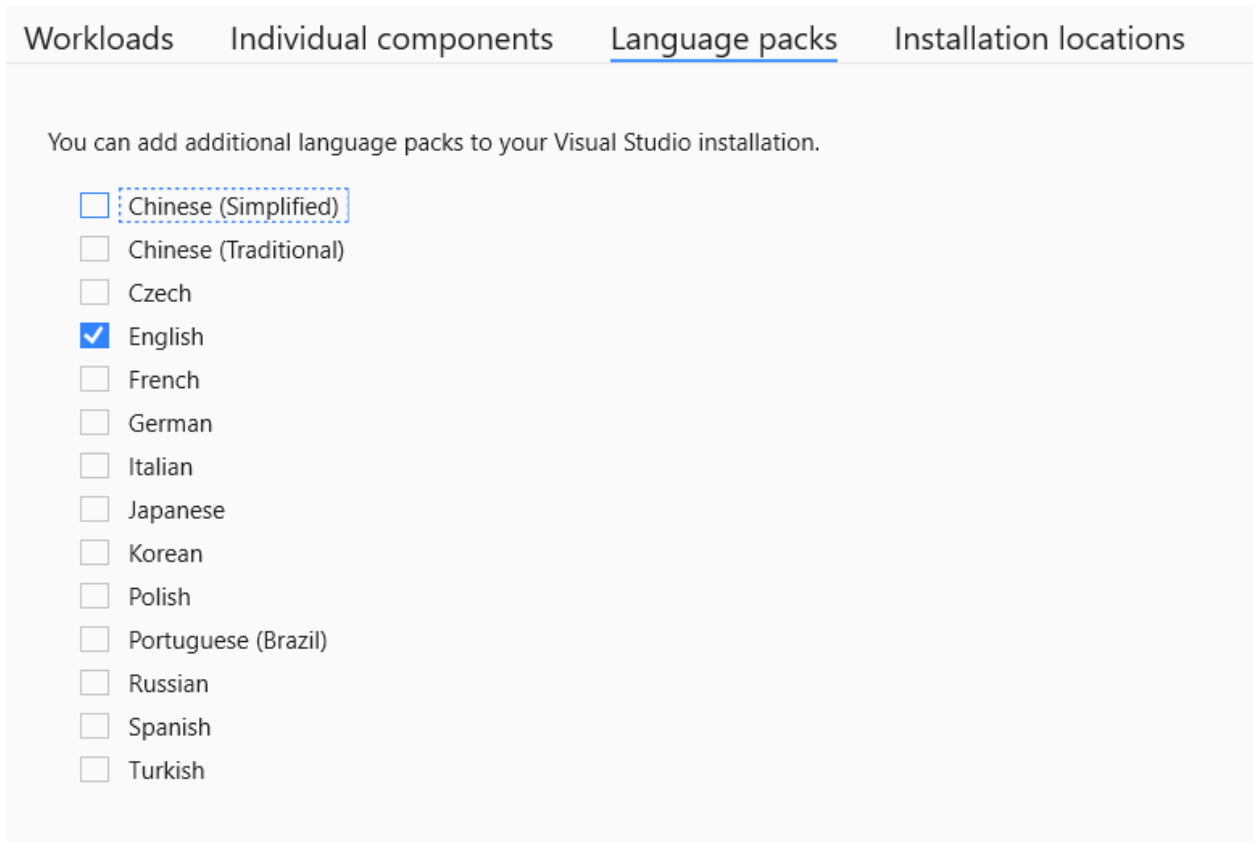 Workloads Individual components Language packs Installation locations
You can add additional language packs to your Visual Studio installation.
Chinese (Simplified)
Chinese (Traditional)
Czech
English
French
German
Italian
Japanese
Korean
Polish
Portuguese (Brazil)
Russian
Spanish
Turkish